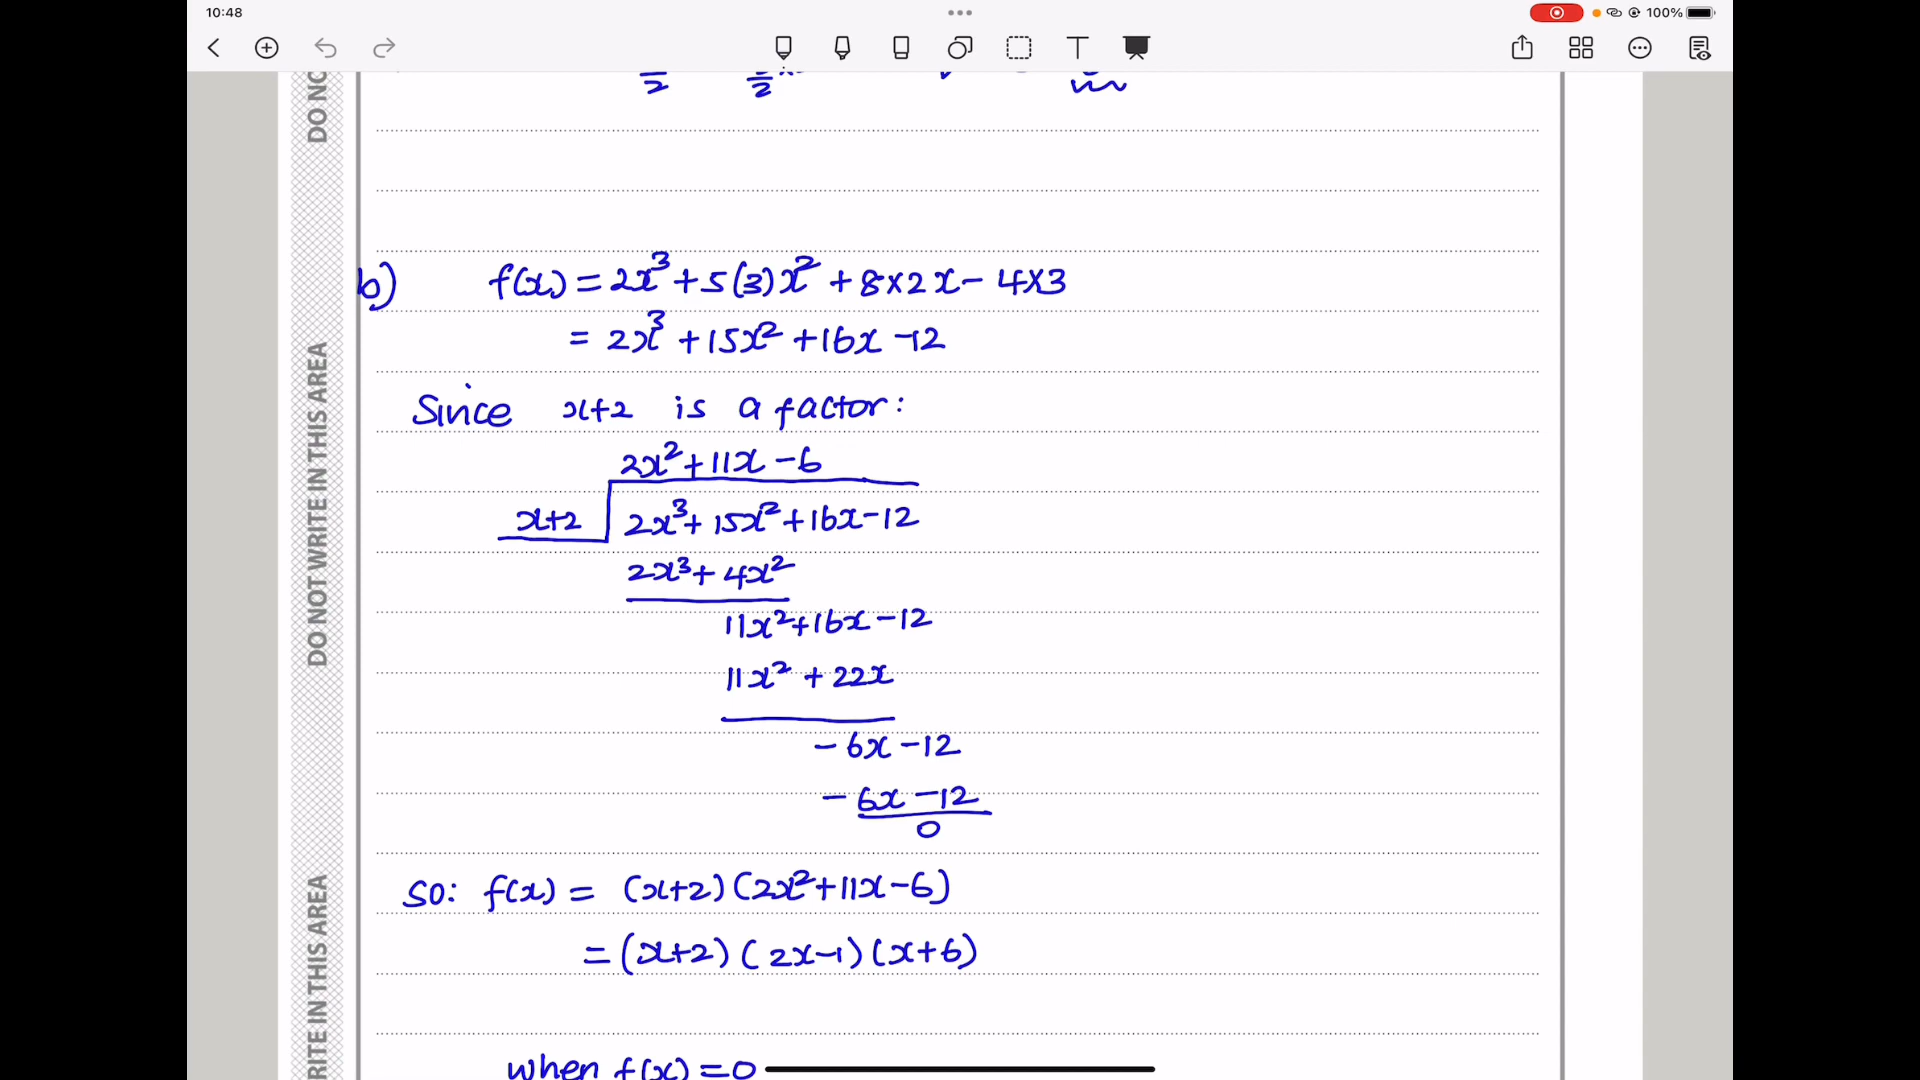 10:48
100%
DO NO
2 2
b) f(x) = 2x³ + 5(3)x² + 8×2x - 4×3
= 2x³ + 15x² + 16x - 12
Since x+2 is a factor:
2x² + 11x - 6
x+2 2x³ + 15x² + 16x - 12
2x³ + 4x²
11x² + 16x - 12
11x² + 22x
- 6x - 12
- 6x - 12
0
so: f(x) = (x+2)(2x² + 11x - 6)
= (x+2)(2x-1)(x+6)
when f(x) = 0
DO NOT WRITE IN THIS AREA
RITE IN THIS AREA